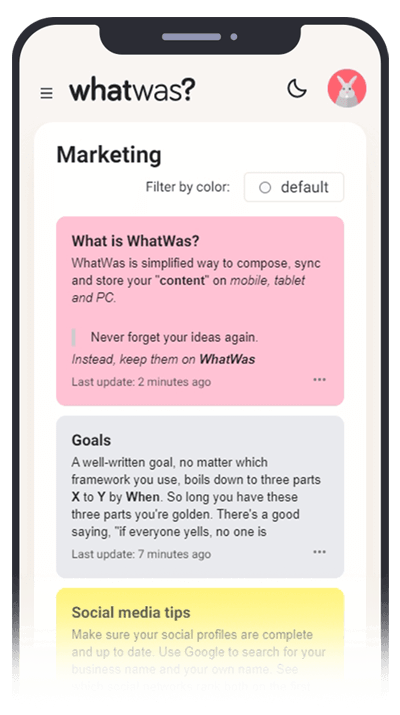 whatwas?
Marketing
Filter by color:
default
What is WhatWas?
WhatWas is simplified way to compose, sync
and store your "content" on mobile, tablet
and PC.
Never forget your ideas again.
Instead, keep them on WhatWas
Last update: 2 minutes ago
Goals
A well-written goal, no matter which
framework you use, boils down to three parts
X to Y by When. So long you have these
three parts you're golden. There's a good
saying, "if everyone yells, no one is
Last update: 7 minutes ago
Social media tips
Make sure your social profiles are complete
and up to date. Use Google to search for your
business name and your own name. See